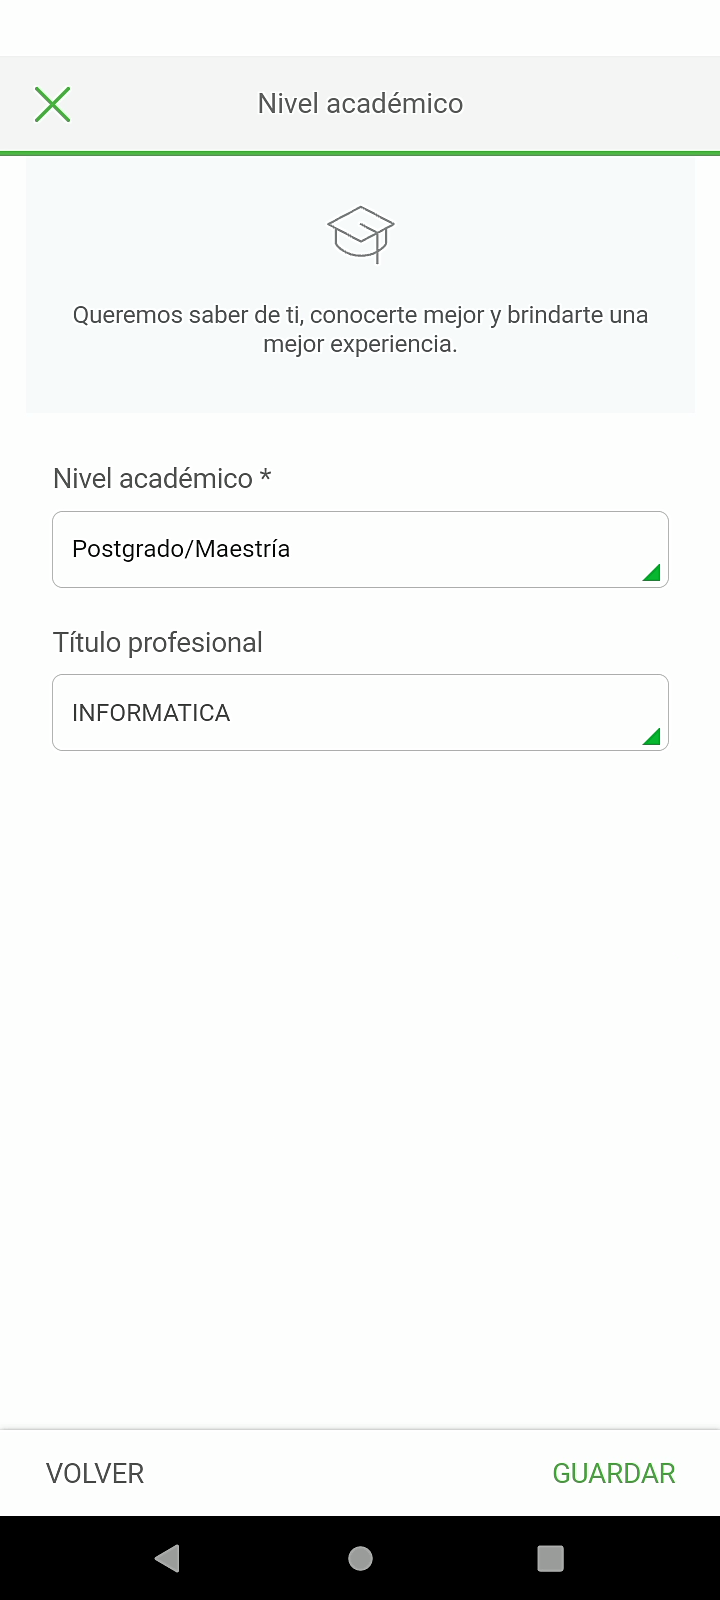 Nivel académico
Queremos saber de ti, conocerte mejor y brindarte una
mejor experiencia.
Nivel académico *
Postgrado/Maestría
Título profesional
INFORMATICA
VOLVER
GUARDAR